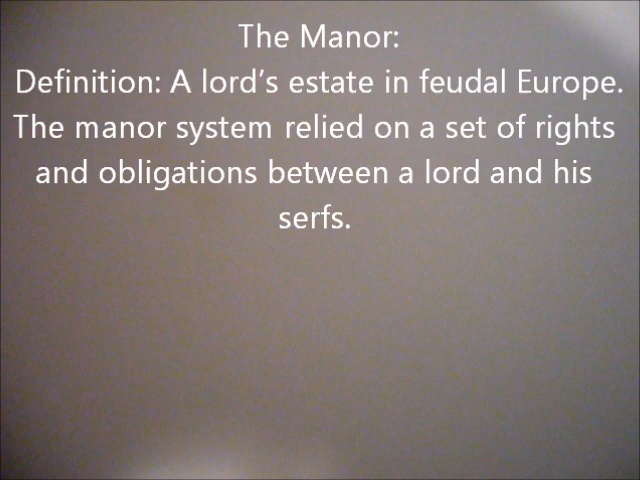 The Manor:
Definition: A lord’s estate in feudal Europe.
The manor system relied on a set of rights
and obligations between a lord and his
serfs.